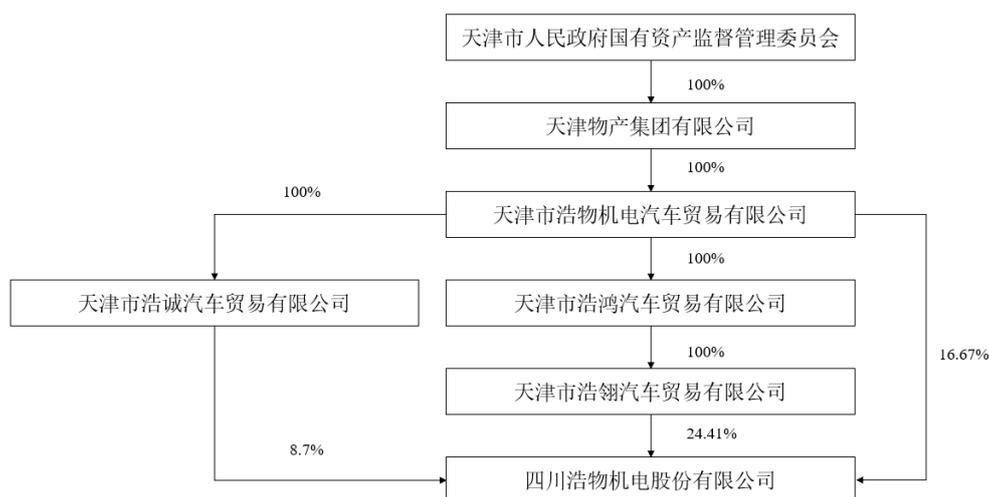 天津市人民政府国有资产监督管理委员会
100%
天津物产集团有限公司
100%
100%
天津市浩物机电汽车贸易有限公司
100%
天津市浩诚汽车贸易有限公司
天津市浩鸿汽车贸易有限公司
100%
16.67%
天津市浩翎汽车贸易有限公司
24.41%
8.7%
四川浩物机电股份有限公司